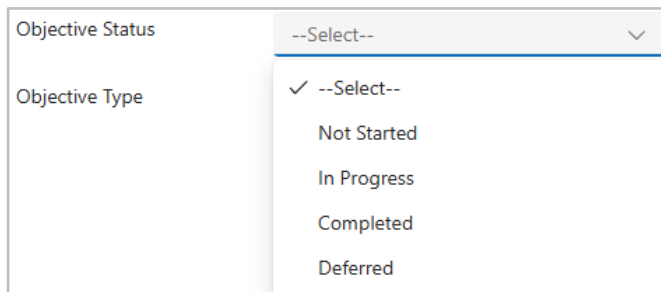 Objective Status
--Select--
--Select--
Objective Type
Not Started
In Progress
Completed
Deferred